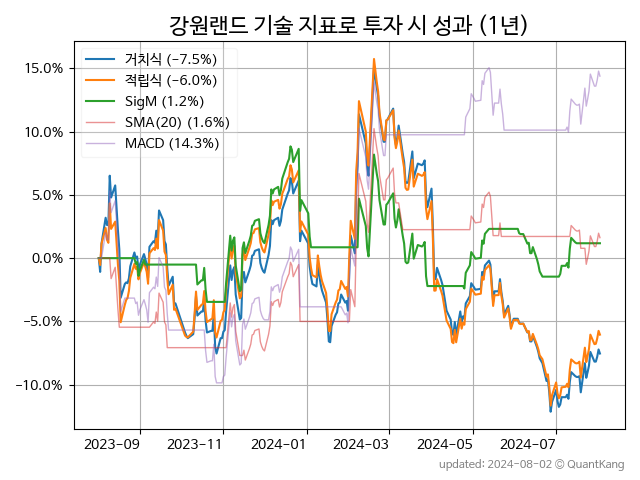 강원랜드 기술 지표로 투자 시 성과 (1년)
거치식 (−7.5%)
적립식 (−6.0%)
SigM (1.2%)
SMA(20) (1.6%)
MACD (14.3%)
15.0%
10.0%
5.0%
0.0%
−5.0%
−10.0%
2023-09 2023-11 2024-01 2024-03 2024-05 2024-07
updated: 2024-08-02 © QuantKang